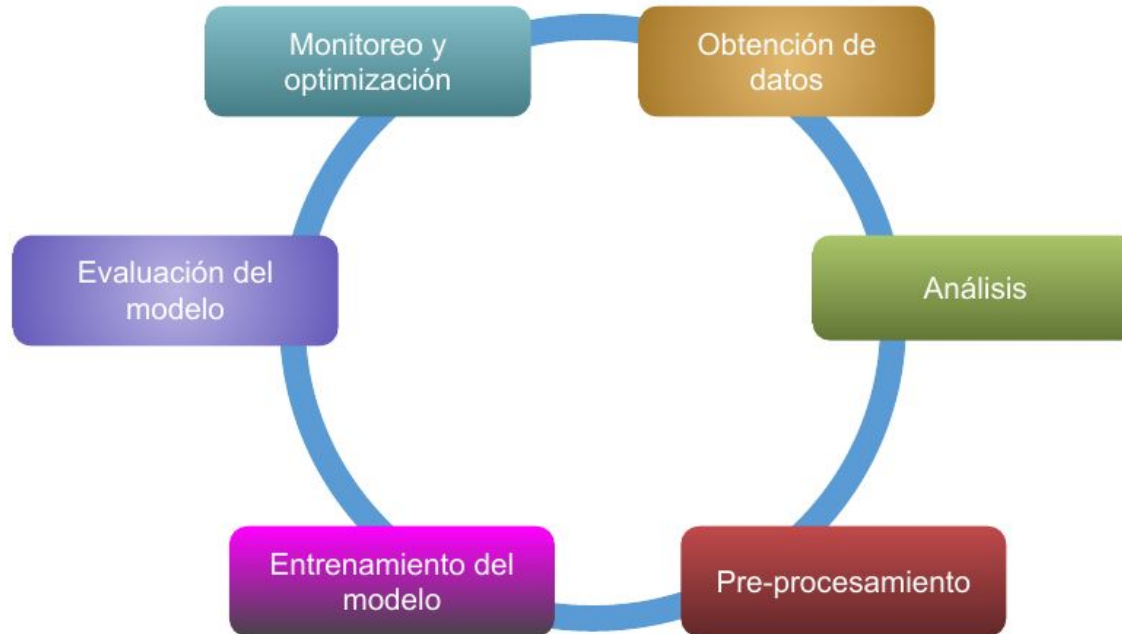 Monitoreo y
optimización
Obtención de
datos
Evaluación del
modelo
Análisis
Entrenamiento del
modelo
Pre-procesamiento